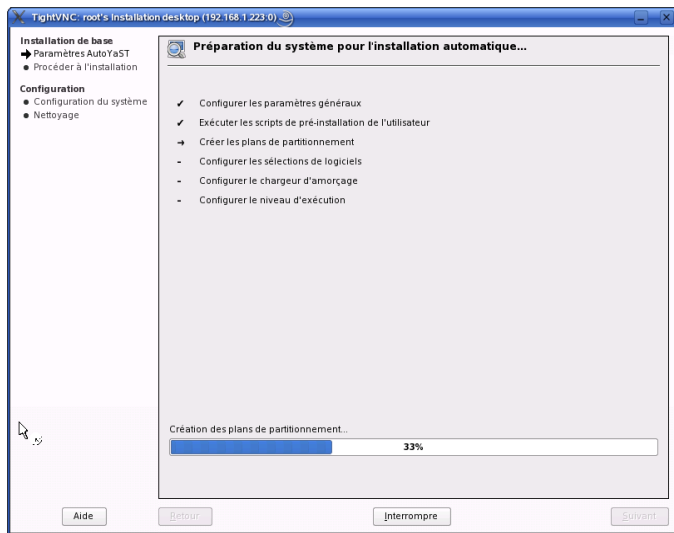 TightVNC: root's Installation desktop (192.168.1.223:0)
Installation de base
Paramètres AutoYaST
Procéder à l'installation
Configuration
Configuration du système
Nettoyage
Préparation du système pour l'installation automatique...
Configurer les paramètres généraux
Exécuter les scripts de pré-installation de l'utilisateur
Créer les plans de partitionnement
Configurer les sélections de logiciels
Configurer le chargeur d'amorçage
Configurer le niveau d'exécution
Création des plans de partitionnement...
33%
Aide
Retour
Interrompre
Suivant